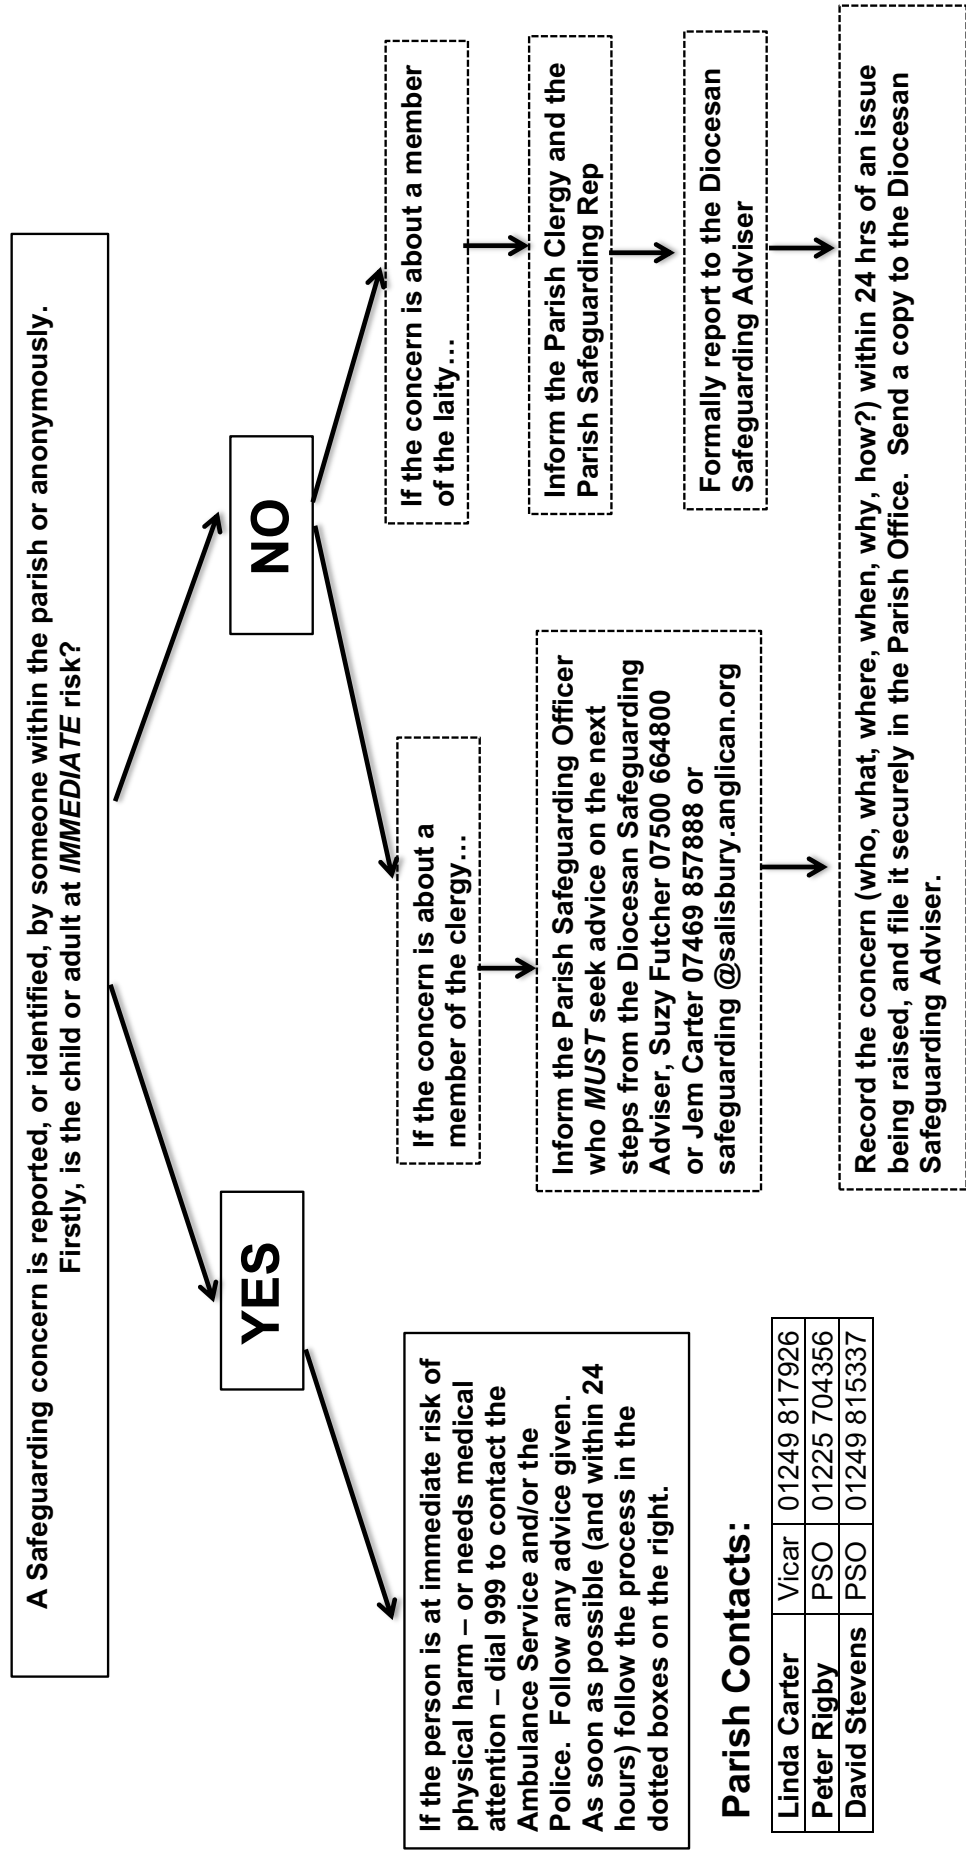 A Safeguarding concern is reported, or identified, by someone within the parish or anonymously.
Firstly, is the child or adult at IMMEDIATE risk?
YES
NO
If the person is at immediate risk of
physical harm – or needs medical
attention – dial 999 to contact the
Ambulance Service and/or the
Police.  Follow any advice given.
As soon as possible (and within 24
hours) follow the process in the
dotted boxes on the right.
If the concern is about a
member of the clergy…
Inform the Parish Safeguarding Officer
who MUST seek advice on the next
steps from the Diocesan Safeguarding
Adviser, Suzy Futcher 07500 664800
or Jem Carter 07469 857888 or
safeguarding @salisbury.anglican.org
If the concern is about a member
of the laity…
Inform the Parish Clergy and the
Parish Safeguarding Rep
Formally report to the Diocesan
Safeguarding Adviser
Record the concern (who, what, where, when, why, how?) within 24 hrs of an issue
being raised, and file it securely in the Parish Office.  Send a copy to the Diocesan
Safeguarding Adviser.
Parish Contacts:
Linda Carter Vicar 01249 817926
Peter Rigby PSO 01225 704356
David Stevens PSO 01249 815337